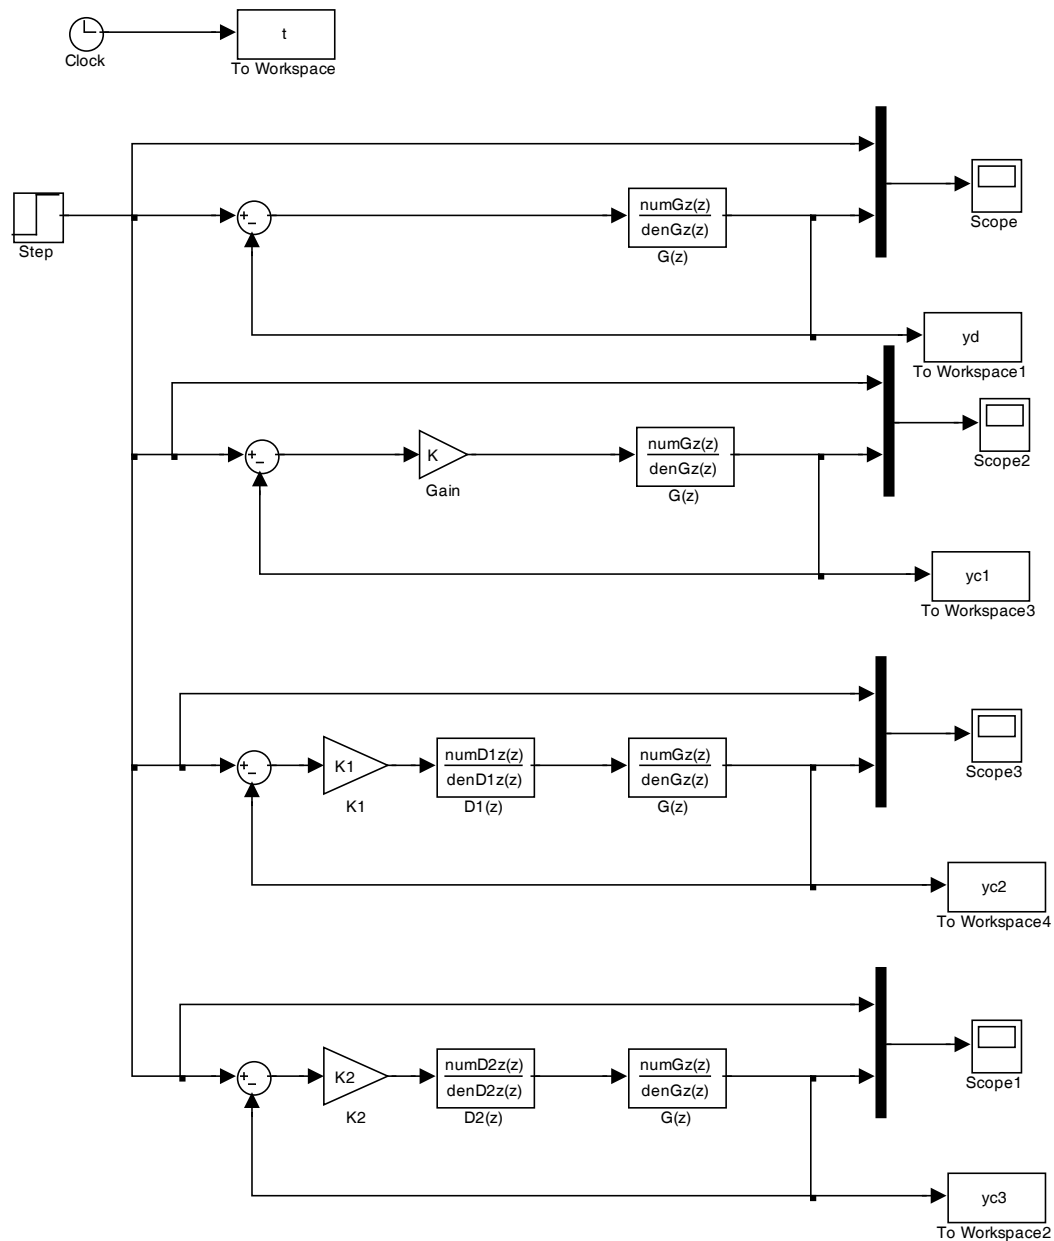 t
Clock
To Workspace
Step
+
−
numGz(z)
denGz(z)
G(z)
Scope
yd
To Workspace1
+
−
K
Gain
numGz(z)
denGz(z)
G(z)
Scope2
yc1
To Workspace3
+
−
K1
K1
numD1z(z)
denD1z(z)
D1(z)
numGz(z)
denGz(z)
G(z)
Scope3
yc2
To Workspace4
+
−
K2
K2
numD2z(z)
denD2z(z)
D2(z)
numGz(z)
denGz(z)
G(z)
Scope1
yc3
To Workspace2